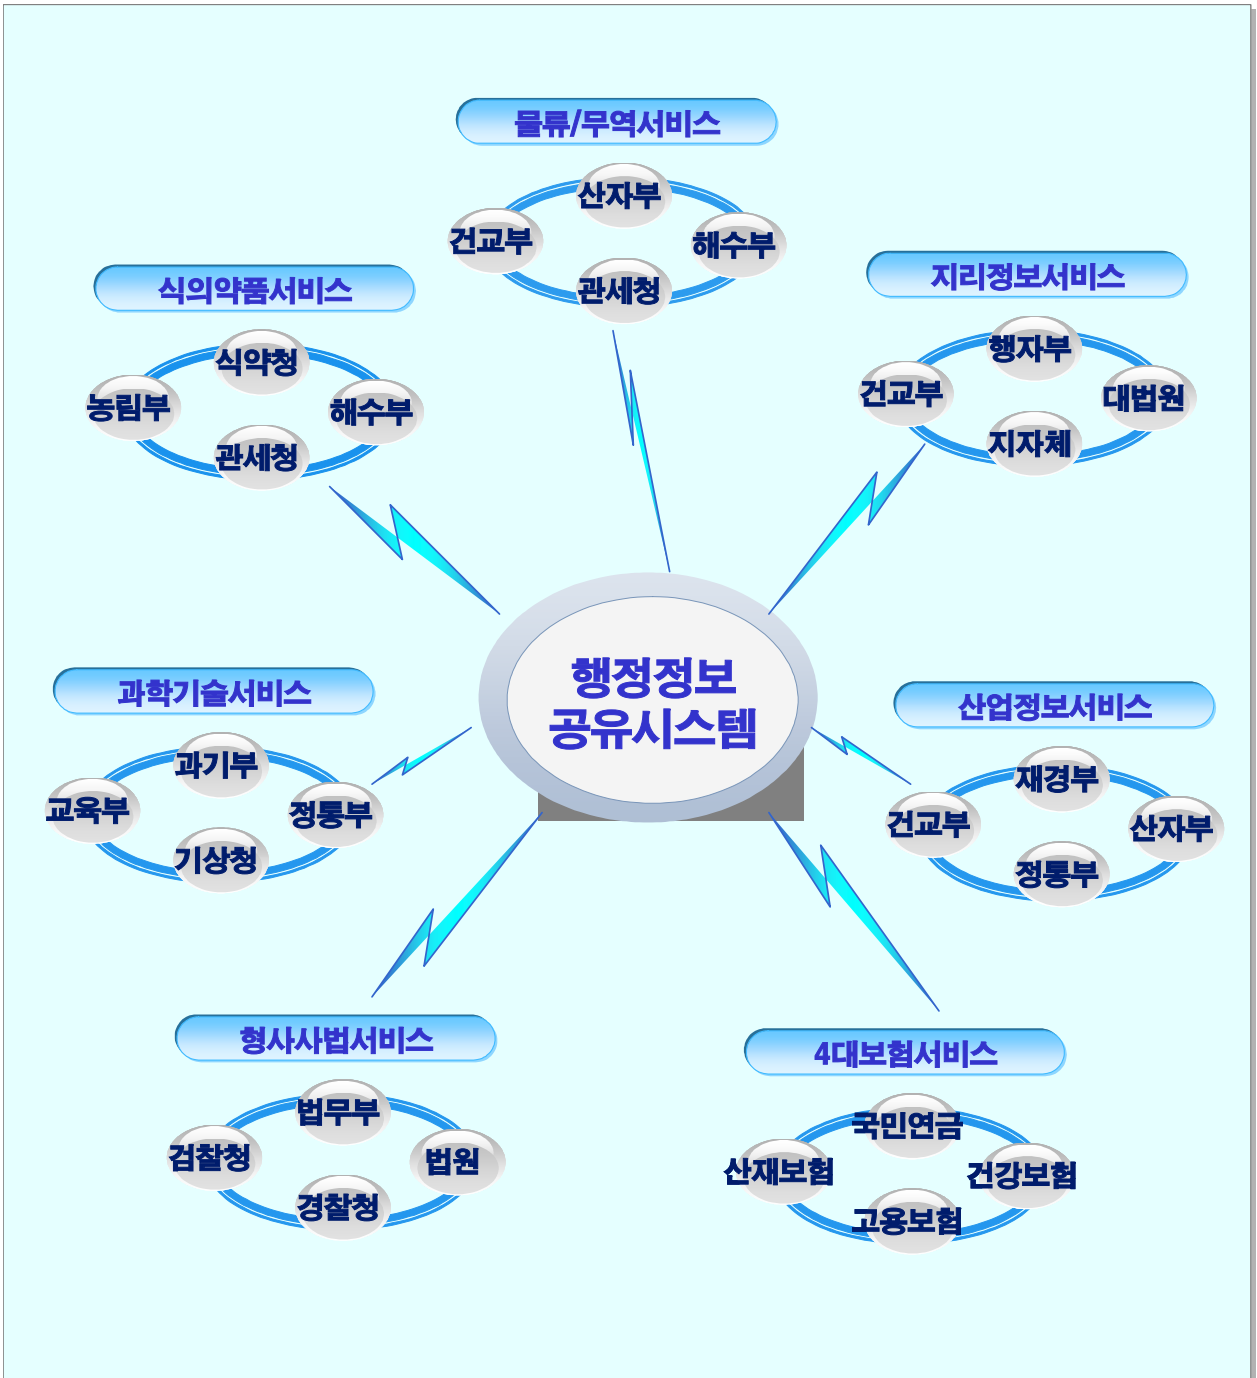 물류/무역서비스
산자부
건교부
해수부
관세청
식의약품서비스
식약청
농림부
해수부
관세청
지리정보서비스
행자부
건교부
대법원
지자체
행정정보
공유시스템
과학기술서비스
과기부
교육부
정통부
기상청
산업정보서비스
재경부
건교부
산자부
정통부
형사사법서비스
법무부
검찰청
법원
경찰청
4대보험서비스
국민연금
산재보험
건강보험
고용보험